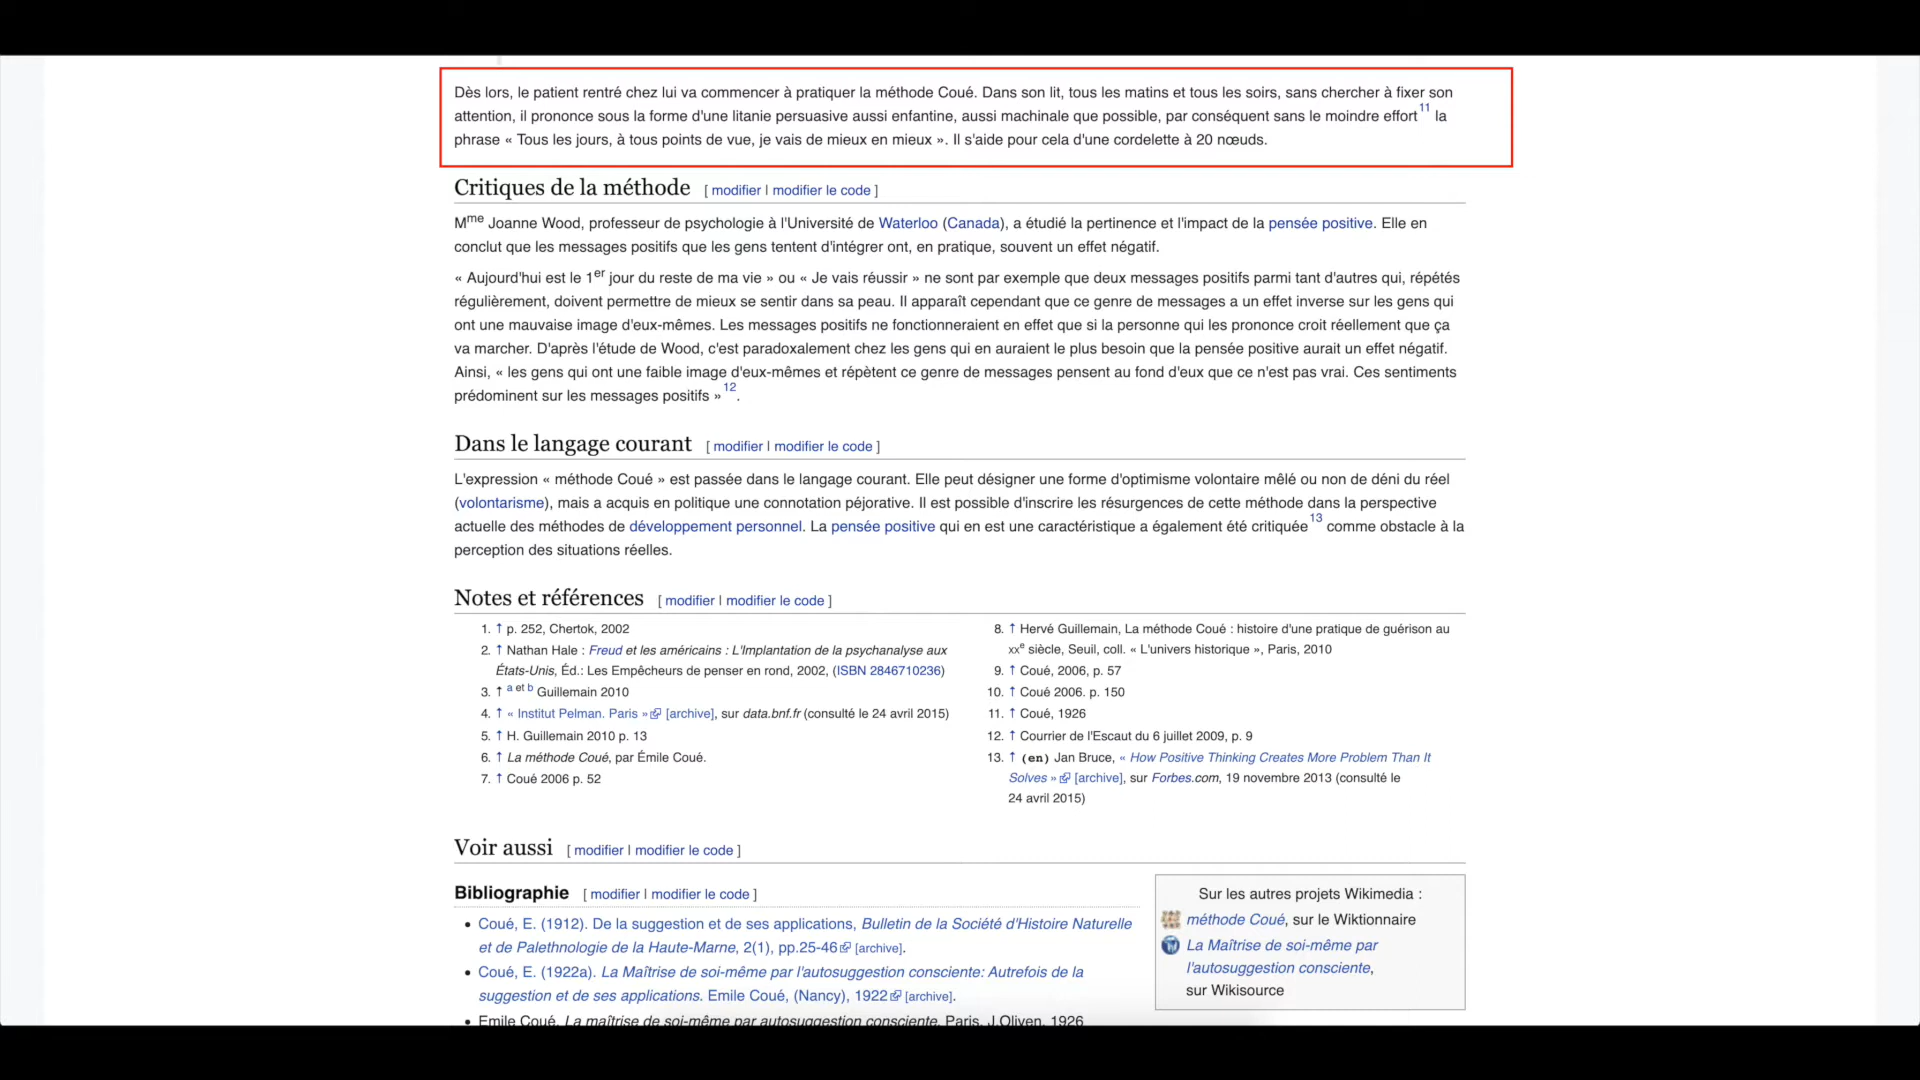 Dès lors, le patient rentré chez lui va commencer à pratiquer la méthode Coué. Dans son lit, tous les matins et tous les soirs, sans chercher à fixer son
attention, il prononce sous la forme d'une litanie persuasive aussi enfantine, aussi machinale que possible, par conséquent sans le moindre effort 11 la
phrase « Tous les jours, à tous points de vue, je vais de mieux en mieux ». Il s'aide pour cela d'une cordelette à 20 nœuds.
Critiques de la méthode [ modifier | modifier le code ]
Mme Joanne Wood, professeur de psychologie à l'Université de Waterloo (Canada), a étudié la pertinence et l'impact de la pensée positive. Elle en
conclut que les messages positifs que les gens tentent d'intégrer ont, en pratique, souvent un effet négatif.
« Aujourd'hui est le 1er jour du reste de ma vie » ou « Je vais réussir » ne sont par exemple que deux messages positifs parmi tant d'autres qui, répétés
régulièrement, doivent permettre de mieux se sentir dans sa peau. Il apparaît cependant que ce genre de messages a un effet inverse sur les gens qui
ont une mauvaise image d'eux-mêmes. Les messages positifs ne fonctionneraient en effet que si la personne qui les prononce croit réellement que ça
va marcher. D'après l'étude de Wood, c'est paradoxalement chez les gens qui en auraient le plus besoin que la pensée positive aurait un effet négatif.
Ainsi, « les gens qui ont une faible image d'eux-mêmes et répètent ce genre de messages pensent au fond d'eux que ce n'est pas vrai. Ces sentiments
prédominent sur les messages positifs » 12.
Dans le langage courant [ modifier | modifier le code ]
L'expression « méthode Coué » est passée dans le langage courant. Elle peut désigner une forme d'optimisme volontaire mêlé ou non de déni du réel
(volontarisme), mais a acquis en politique une connotation péjorative. Il est possible d'inscrire les résurgences de cette méthode dans la perspective
actuelle des méthodes de développement personnel. La pensée positive qui en est une caractéristique a également été critiquée 13 comme obstacle à la
perception des situations réelles.
Notes et références [ modifier | modifier le code ]
1. ↑ p. 252, Chertok, 2002
2. ↑ Nathan Hale : Freud et les américains : L'Implantation de la psychanalyse aux
États-Unis, Éd.: Les Empêcheurs de penser en rond, 2002, (ISBN 2846710236)
3. ↑ a et b Guillemain 2010
4. ↑ « Institut Pelman. Paris » [archive], sur data.bnf.fr (consulté le 24 avril 2015)
5. ↑ H. Guillemain 2010 p. 13
6. ↑ La méthode Coué, par Émile Coué.
7. ↑ Coué 2006 p. 52
8. ↑ Hervé Guillemain, La méthode Coué : histoire d'une pratique de guérison au
XXe siècle, Seuil, coll. « L'univers historique », Paris, 2010
9. ↑ Coué, 2006, p. 57
10. ↑ Coué 2006. p. 150
11. ↑ Coué, 1926
12. ↑ Courrier de l'Escaut du 6 juillet 2009, p. 9
13. ↑ (en) Jan Bruce, « How Positive Thinking Creates More Problem Than It
Solves » [archive], sur Forbes.com, 19 novembre 2013 (consulté le
24 avril 2015)
Voir aussi [ modifier | modifier le code ]
Bibliographie [ modifier | modifier le code ]
• Coué, E. (1912). De la suggestion et de ses applications, Bulletin de la Société d'Histoire Naturelle
et de Palethnologie de la Haute-Marne, 2(1), pp.25-46 [archive].
• Coué, E. (1922a). La Maîtrise de soi-même par l'autosuggestion consciente: Autrefois de la
suggestion et de ses applications. Emile Coué, (Nancy), 1922 [archive].
• Emile Coué, La maîtrise de soi-même par autosuggestion consciente, Paris, J.Oliven, 1926
Sur les autres projets Wikimedia :
méthode Coué, sur le Wiktionnaire
La Maîtrise de soi-même par
l'autosuggestion consciente,
sur Wikisource